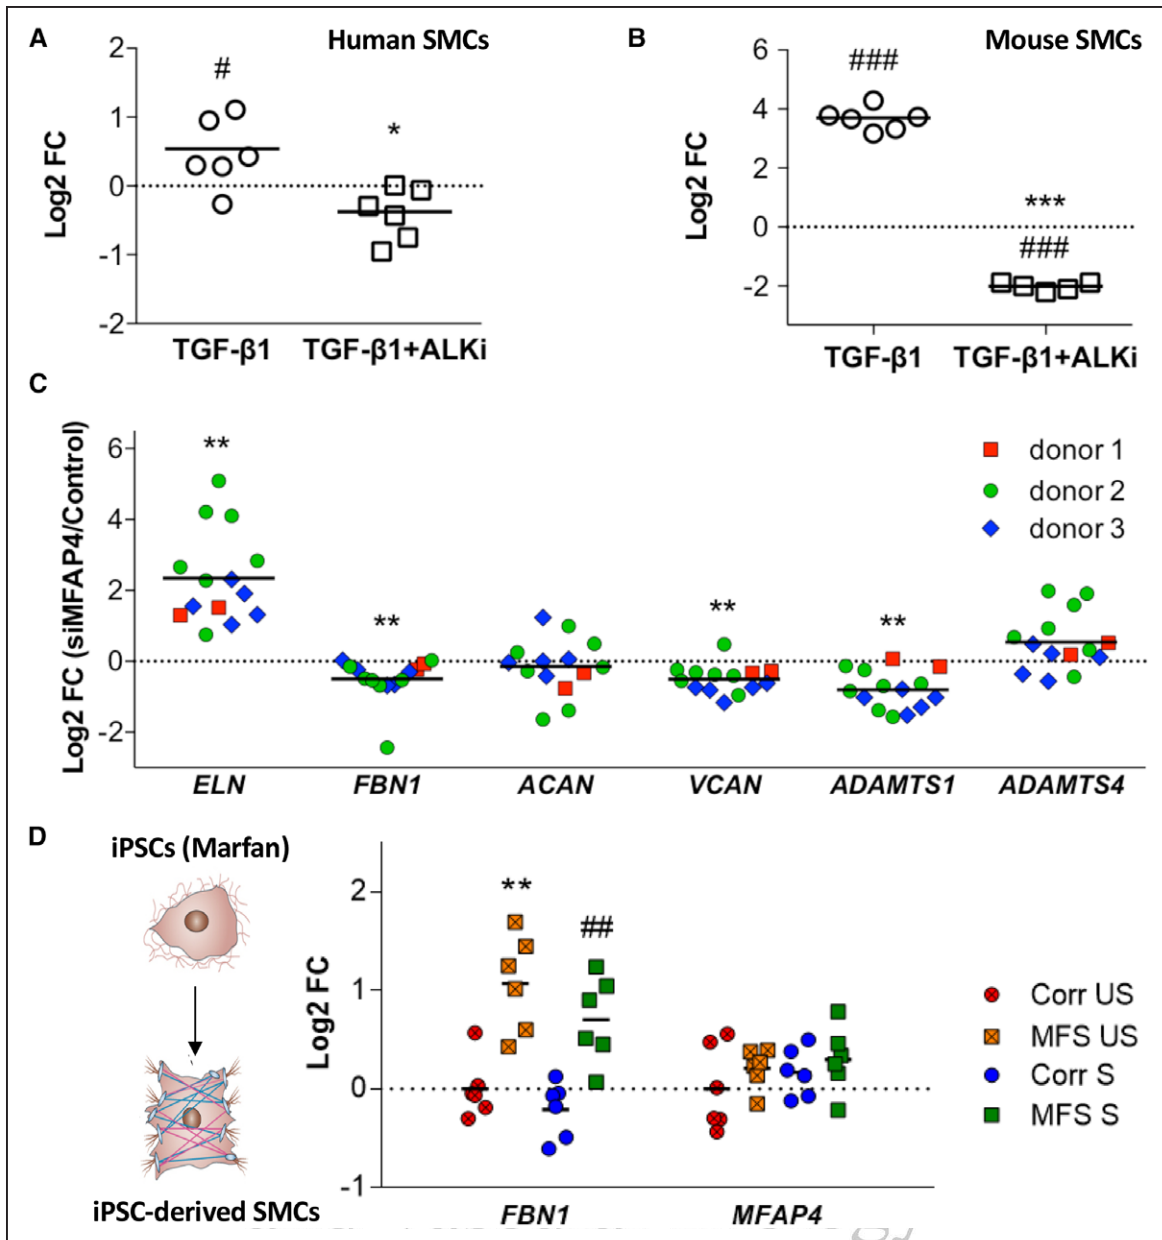 A
Human SMCs
Log2 FC
2
1
0
-1
-2
#
*
TGF-β1
TGF-β1+ALKi
B
Mouse SMCs
Log2 FC
6
4
2
0
-2
###
***
###
TGF-β1
TGF-β1+ALKi
C
Log2 FC (siMFAP4/Control)
6
4
2
0
-2
**
**
**
**
donor 1
donor 2
donor 3
ELN
FBN1
ACAN
VCAN
ADAMTS1
ADAMTS4
D
iPSCs (Marfan)
iPSC-derived SMCs
Log2 FC
2
1
0
-1
**
##
FBN1
MFAP4
Corr US
MFS US
Corr S
MFS S